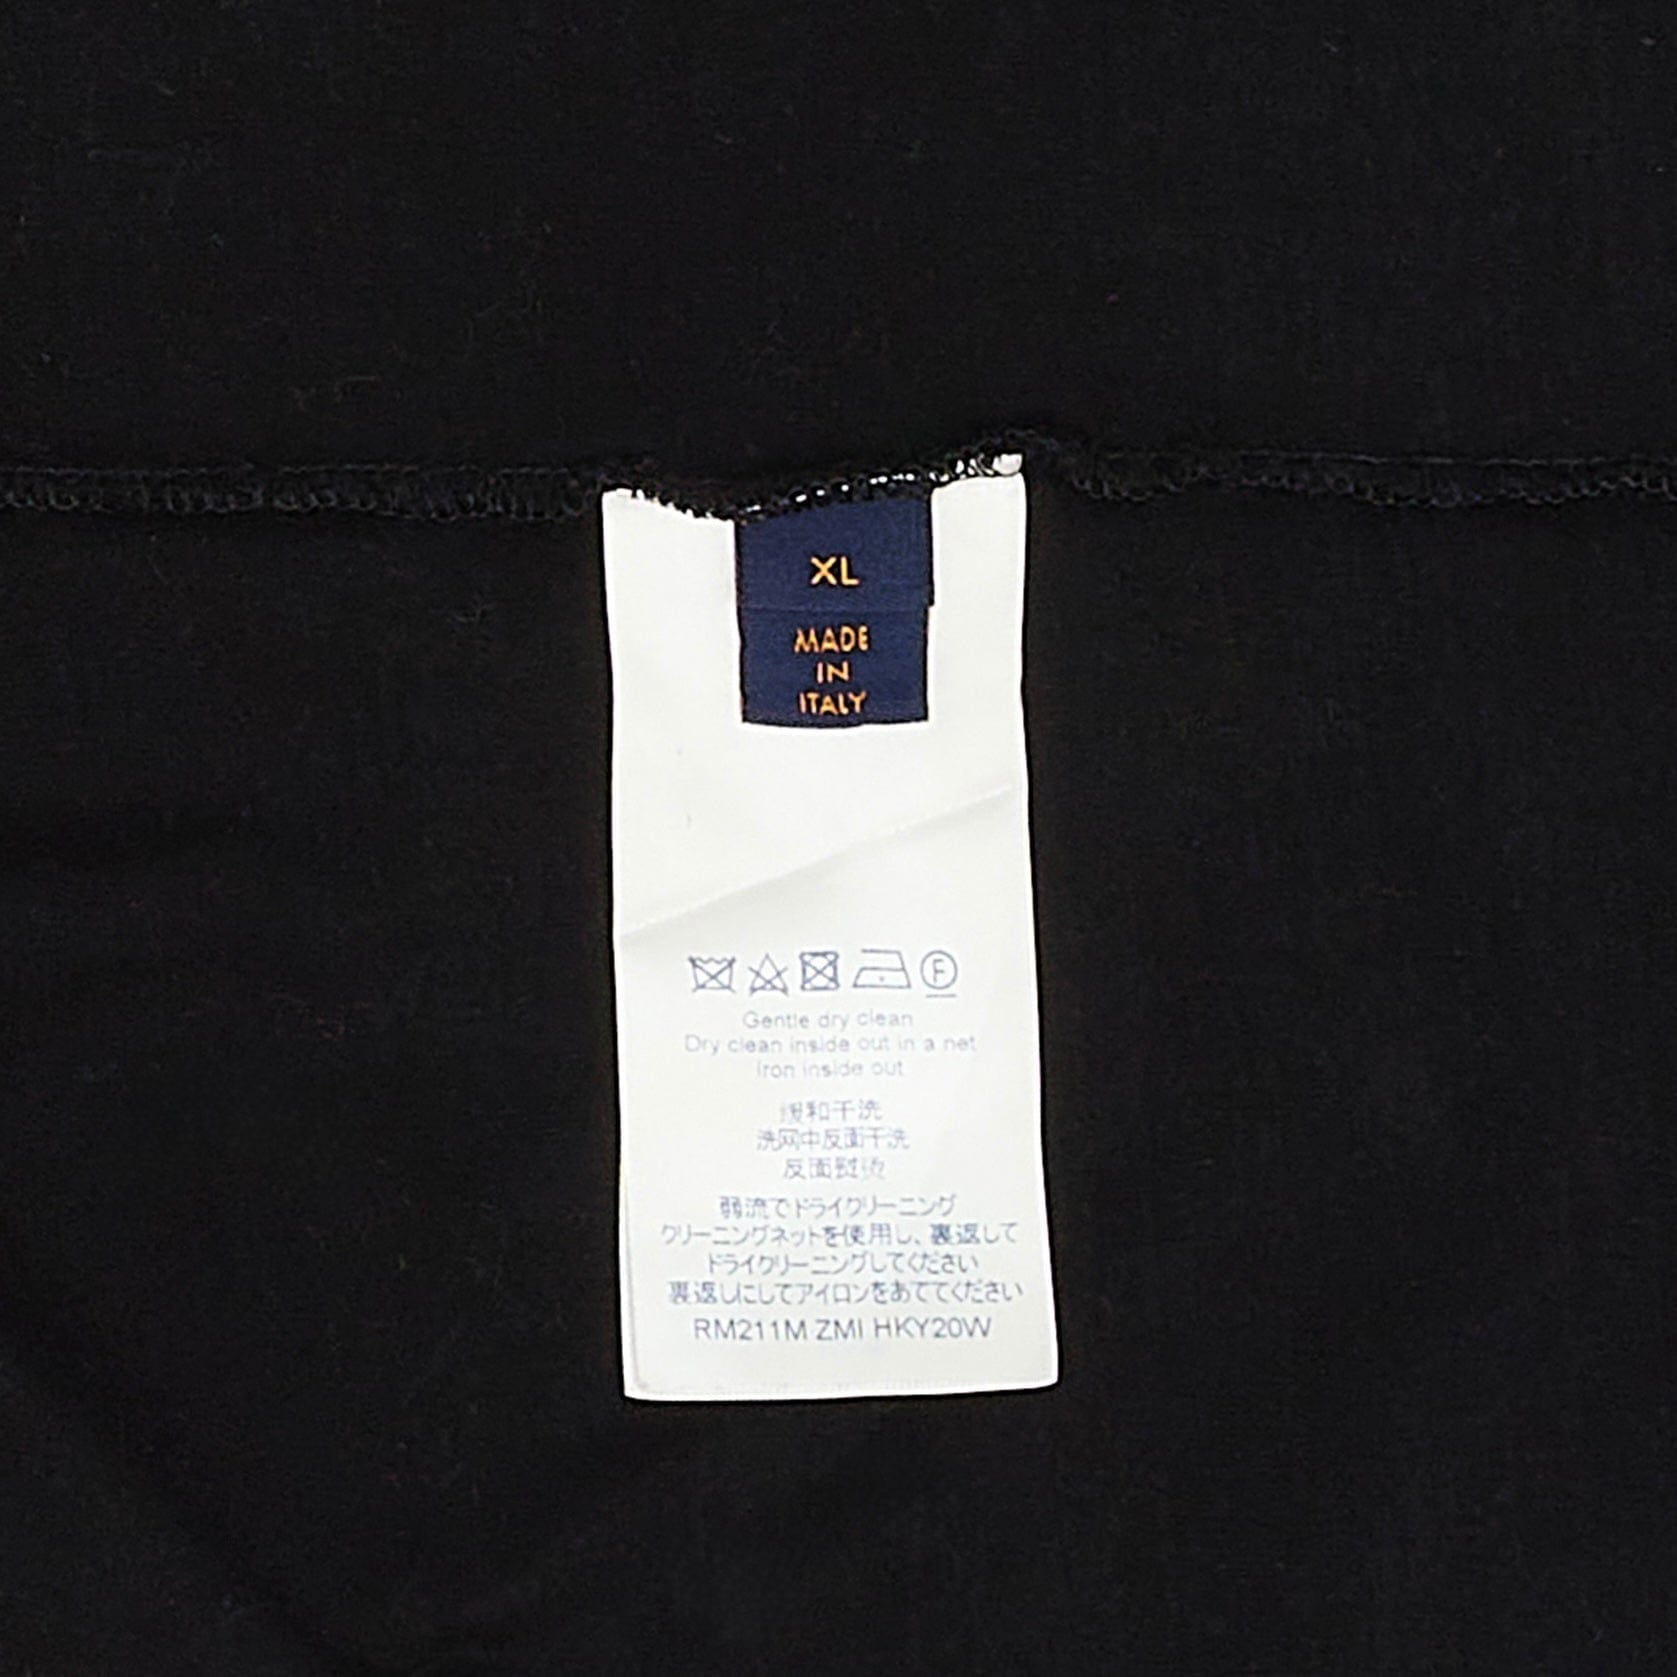 XL
MADE
IN
ITALY
F
Gentle dry clean
Dry clean inside out in a net
Iron inside out
缓和干洗
洗网中反面干洗
反面熨烫
弱流でドライクリーニング
クリーニングネットを使用し、裏返して
ドライクリーニングしてください
裏返しにしてアイロンをあててください
RM211M ZMI HKY20W